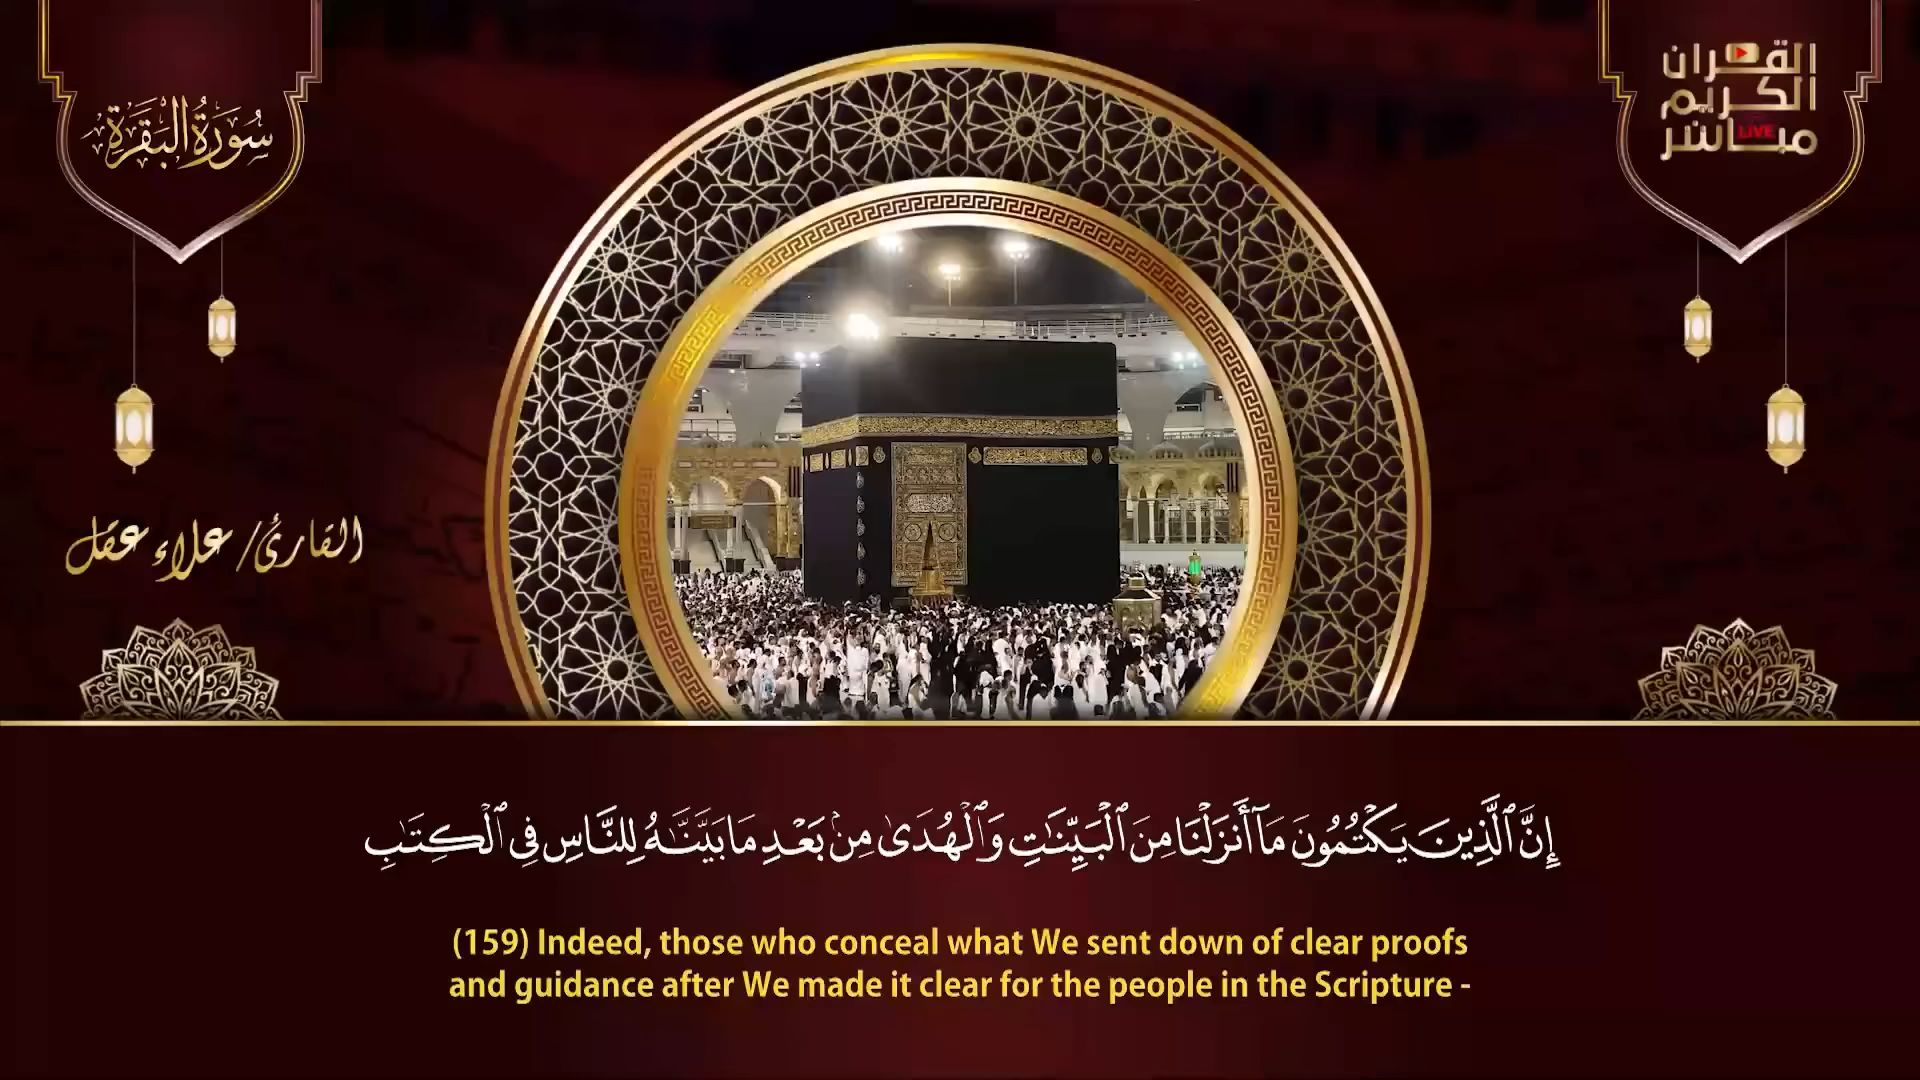 سُورَةُ البَقَرَةِ
القرآن
الكريم
مباشر
LIVE
القارئ/ علاء عقل
إِنَّ ٱلَّذِينَ يَكْتُمُونَ مَآ أَنزَلْنَا مِنَ ٱلْبَيِّنَـٰتِ وَٱلْهُدَىٰ مِنۢ بَعْدِ مَا بَيَّنَّـٰهُ لِلنَّاسِ فِى ٱلْكِتَـٰبِ
(159) Indeed, those who conceal what We sent down of clear proofs
and guidance after We made it clear for the people in the Scripture -